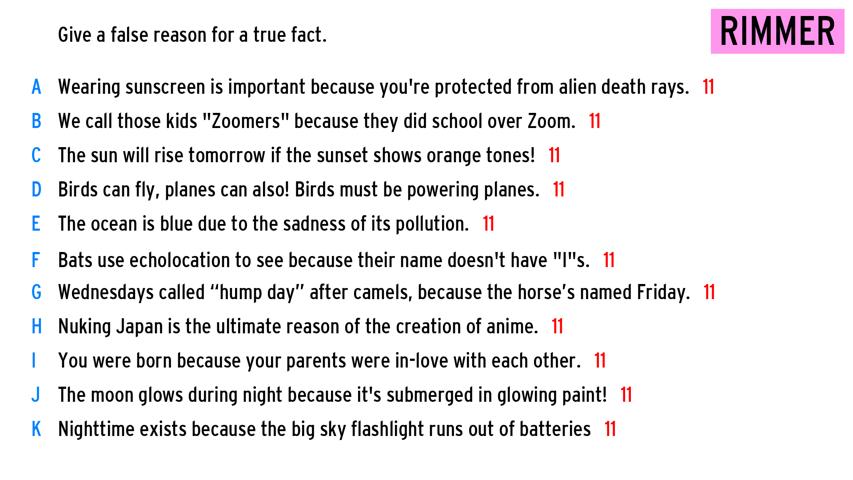 Give a false reason for a true fact.
RIMMER
A Wearing sunscreen is important because you're protected from alien death rays. 11
B We call those kids "Zoomers" because they did school over Zoom. 11
C The sun will rise tomorrow if the sunset shows orange tones! 11
D Birds can fly, planes can also! Birds must be powering planes. 11
E The ocean is blue due to the sadness of its pollution. 11
F Bats use echolocation to see because their name doesn't have "I"s. 11
G Wednesdays called “hump day” after camels, because the horse’s named Friday. 11
H Nuking Japan is the ultimate reason of the creation of anime. 11
I You were born because your parents were in-love with each other. 11
J The moon glows during night because it's submerged in glowing paint! 11
K Nighttime exists because the big sky flashlight runs out of batteries 11